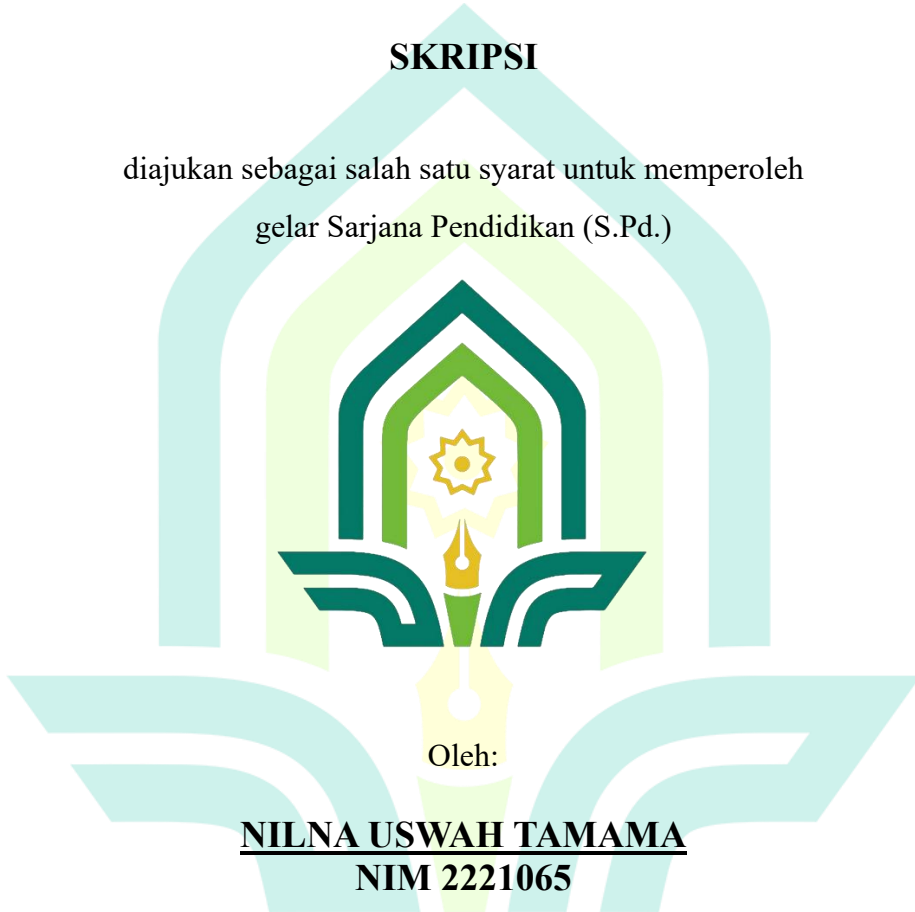 SKRIPSI
diajukan sebagai salah satu syarat untuk memperoleh
gelar Sarjana Pendidikan (S.Pd.)
Oleh:
NILNA USWAH TAMAMA
NIM 2221065